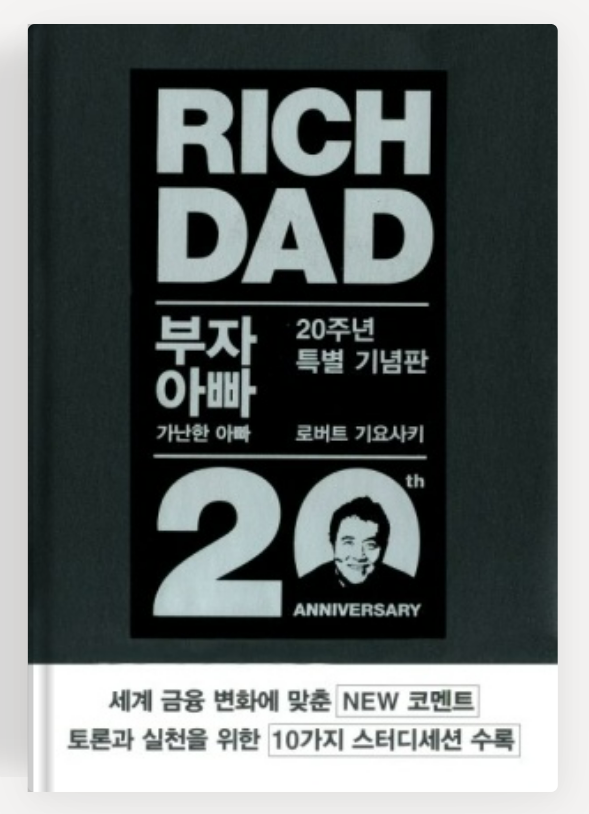 RICH
DAD
부자
아빠
가난한 아빠
20주년
특별 기념판
로버트 기요사키
20th
ANNIVERSARY
세계 금융 변화에 맞춘 NEW 코멘트
토론과 실천을 위한 10가지 스터디세션 수록